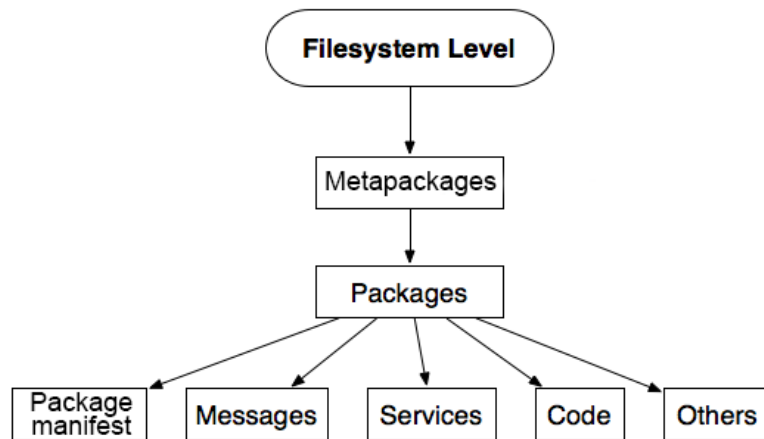 Filesystem Level
Metapackages
Packages
Package
manifest
Messages
Services
Code
Others